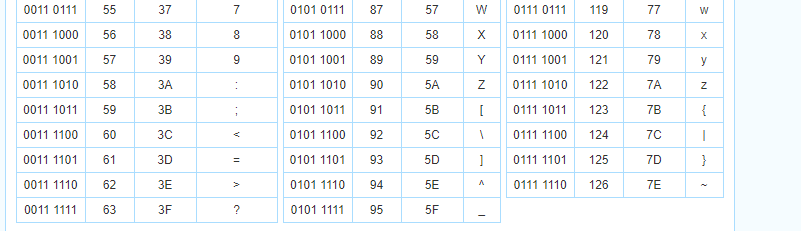 0011 0111 55 37 7 0101 0111 87 57 W 0111 0111 119 77 w
0011 1000 56 38 8 0101 1000 88 58 X 0111 1000 120 78 x
0011 1001 57 39 9 0101 1001 89 59 Y 0111 1001 121 79 y
0011 1010 58 3A : 0101 1010 90 5A Z 0111 1010 122 7A z
0011 1011 59 3B ; 0101 1011 91 5B [ 0111 1011 123 7B {
0011 1100 60 3C < 0101 1100 92 5C \ 0111 1100 124 7C |
0011 1101 61 3D = 0101 1101 93 5D ] 0111 1101 125 7D }
0011 1110 62 3E > 0101 1110 94 5E ^ 0111 1110 126 7E ~
0011 1111 63 3F ? 0101 1111 95 5F _